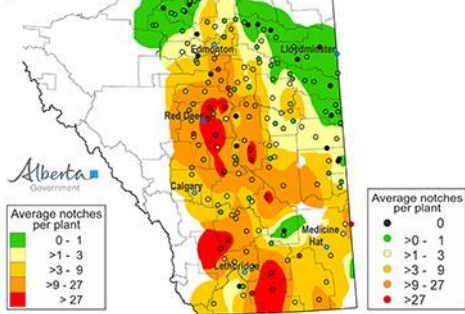 Edmonton
Lloydminster
Red Deer
Alberta
Government
Calgary
Medicine
Hat
Lethbridge
Average notches
per plant
0 - 1
>1 - 3
>3 - 9
>9 - 27
> 27
Average notches
per plant
0
>0 - 1
>1 - 3
>3 - 9
>9 - 27
>27